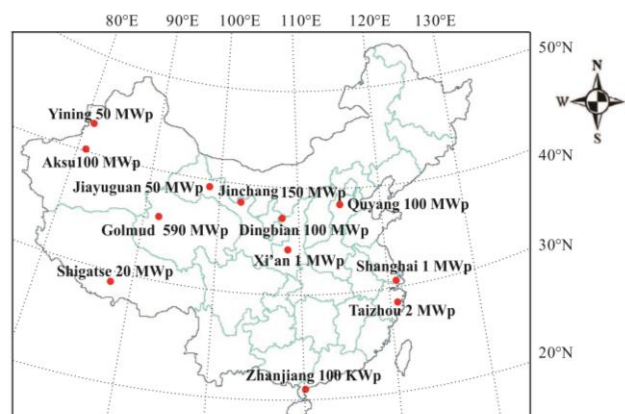 80°E 90°E 100°E 110°E 120°E 130°E
50°N
N
W E
S
Yining 50 MWp
Aksu100 MWp
40°N
Jiayuguan 50 MWp Jinchang 150 MWp
Quyang 100 MWp
Golmud 590 MWp Dingbian 100 MWp
30°N
Xi'an 1 MWp
Shanghai 1 MWp
Shigatse 20 MWp
Taizhou 2 MWp
20°N
Zhanjiang 100 KWp